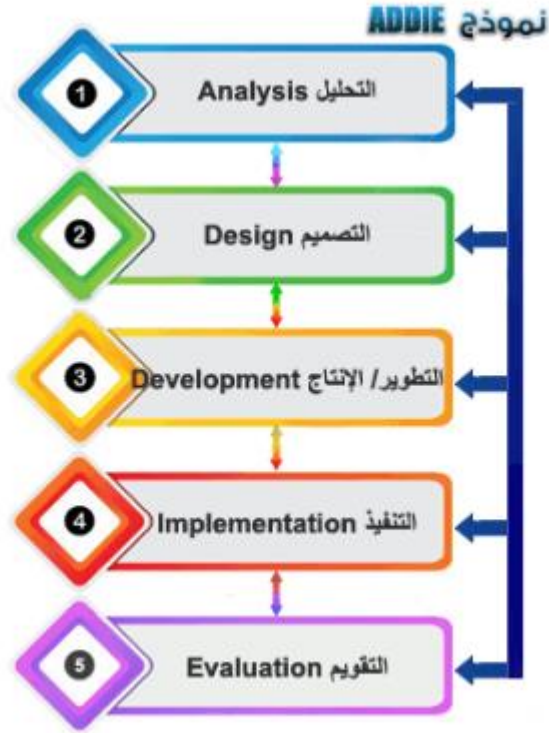 نموذج ADDIE
1
التحليل Analysis
2
التصميم Design
3
التطوير/ الإنتاج Development
4
التنفيذ Implementation
5
التقويم Evaluation